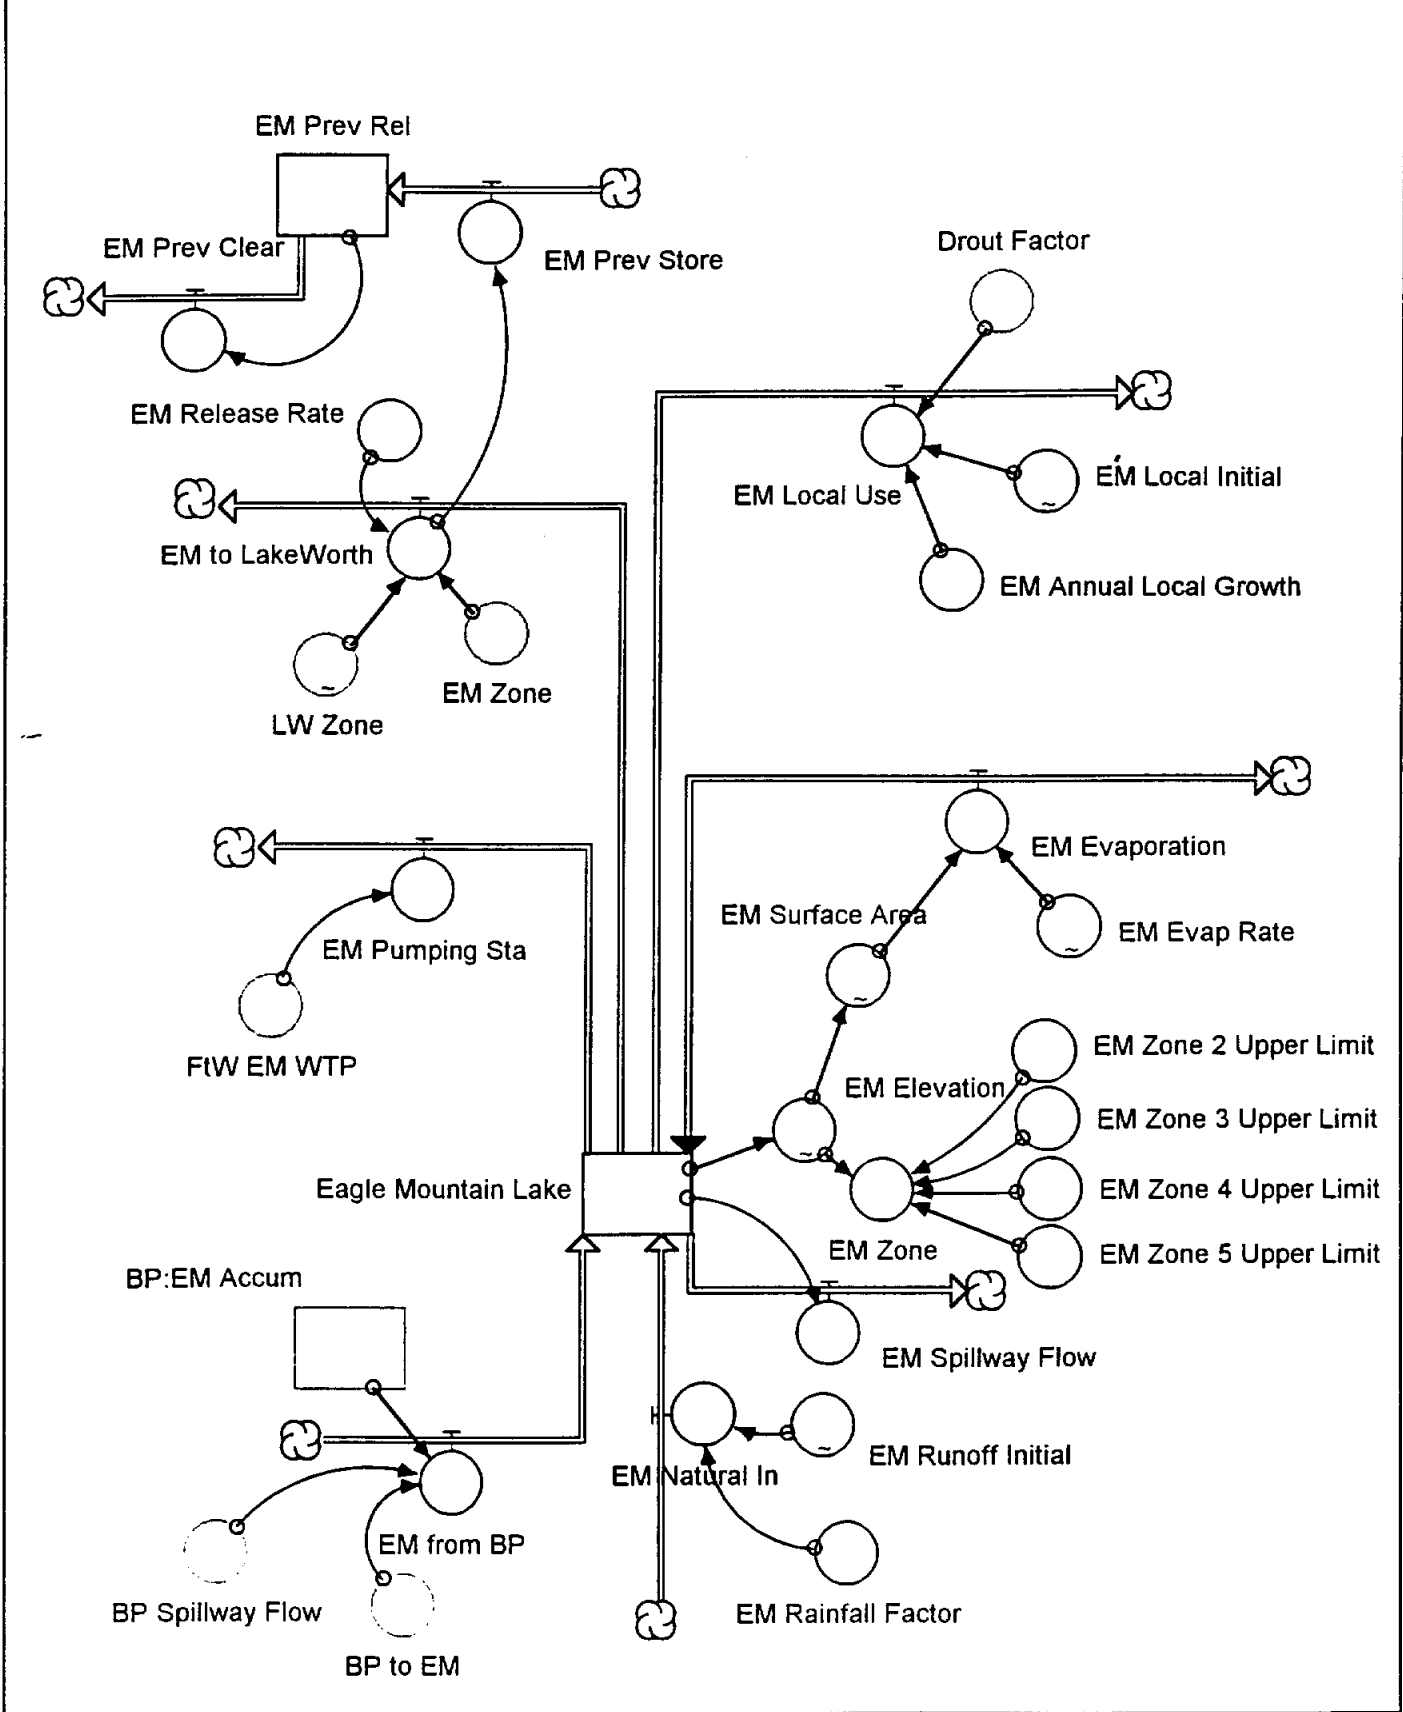 EM Prev Rel
EM Prev Clear
EM Prev Store
Drout Factor
EM Release Rate
EM Local Initial
EM Local Use
EM to LakeWorth
EM Annual Local Growth
EM Zone
LW Zone
EM Evaporation
EM Surface Area
EM Evap Rate
EM Pumping Sta
FtW EM WTP
EM Zone 2 Upper Limit
EM Elevation
EM Zone 3 Upper Limit
Eagle Mountain Lake
EM Zone 4 Upper Limit
EM Zone
EM Zone 5 Upper Limit
BP:EM Accum
EM Spillway Flow
EM Runoff Initial
EM Natural In
EM from BP
BP Spillway Flow
EM Rainfall Factor
BP to EM